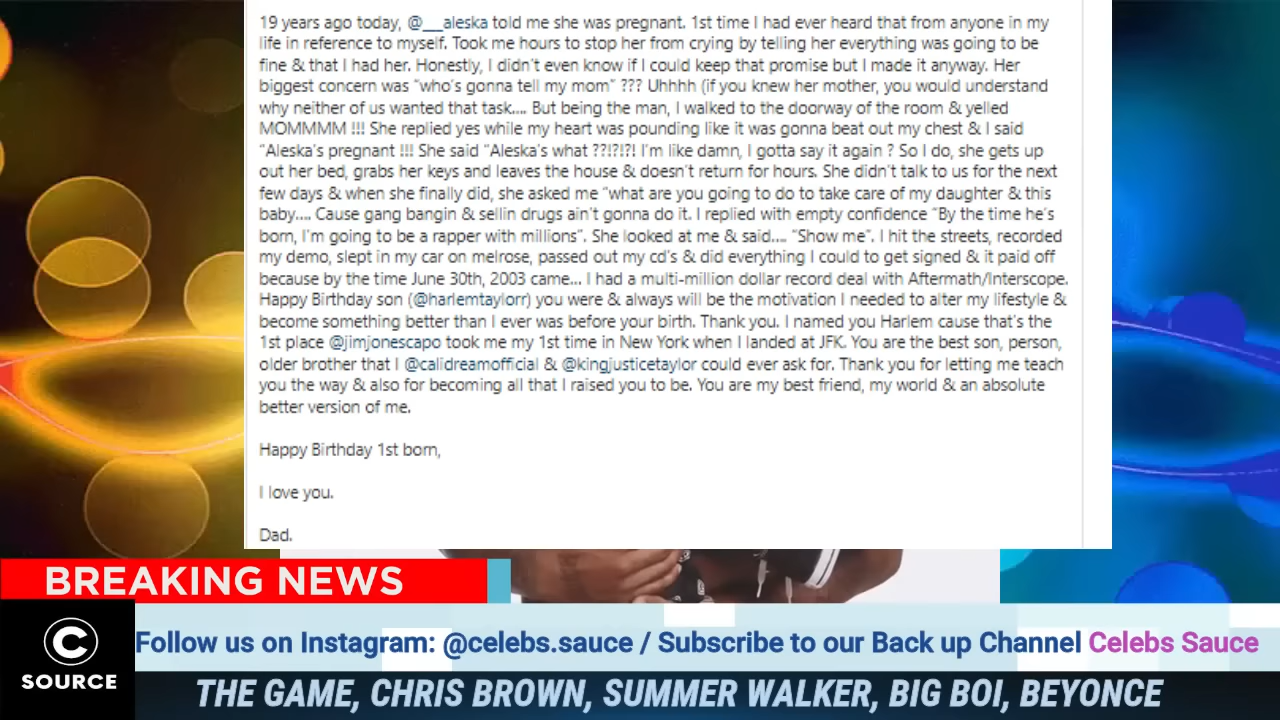 19 years ago today, @___aleska told me she was pregnant. 1st time I had ever heard that from anyone in my
life in reference to myself. Took me hours to stop her from crying by telling her everything was going to be
fine & that I had her. Honestly, I didn't even know if I could keep that promise but I made it anyway. Her
biggest concern was "who's gonna tell my mom" ??? Uhhhh (if you knew her mother, you would understand
why neither of us wanted that task.... But being the man, I walked to the doorway of the room & yelled
MOMMMM !!! She replied yes while my heart was pounding like it was gonna beat out my chest & I said
"Aleska's pregnant !!! She said "Aleska's what ??!?!?! I'm like damn, I gotta say it again ? So I do, she gets up
out her bed, grabs her keys and leaves the house & doesn't return for hours. She didn't talk to us for the next
few days & when she finally did, she asked me "what are you going to do to take care of my daughter & this
baby.... Cause gang bangin & sellin drugs ain't gonna do it. I replied with empty confidence "By the time he's
born, I'm going to be a rapper with millions". She looked at me & said.... "Show me". I hit the streets, recorded
my demo, slept in my car on melrose, passed out my cd's & did everything I could to get signed & it paid off
because by the time June 30th, 2003 came... I had a multi-million dollar record deal with Aftermath/Interscope.
Happy Birthday son (@harlemtaylorr) you were & always will be the motivation I needed to alter my lifestyle &
become something better than I ever was before your birth. Thank you. I named you Harlem cause that's the
1st place @jimjonescapo took me my 1st time in New York when I landed at JFK. You are the best son, person,
older brother that I @calidreamofficial & @kingjusticetaylor could ever ask for. Thank you for letting me teach
you the way & also for becoming all that I raised you to be. You are my best friend, my world & an absolute
better version of me.
Happy Birthday 1st born,
I love you.
Dad.
BREAKING NEWS
C
SOURCE
Follow us on Instagram: @celebs.sauce / Subscribe to our Back up Channel Celebs Sauce
THE GAME, CHRIS BROWN, SUMMER WALKER, BIG BOI, BEYONCE